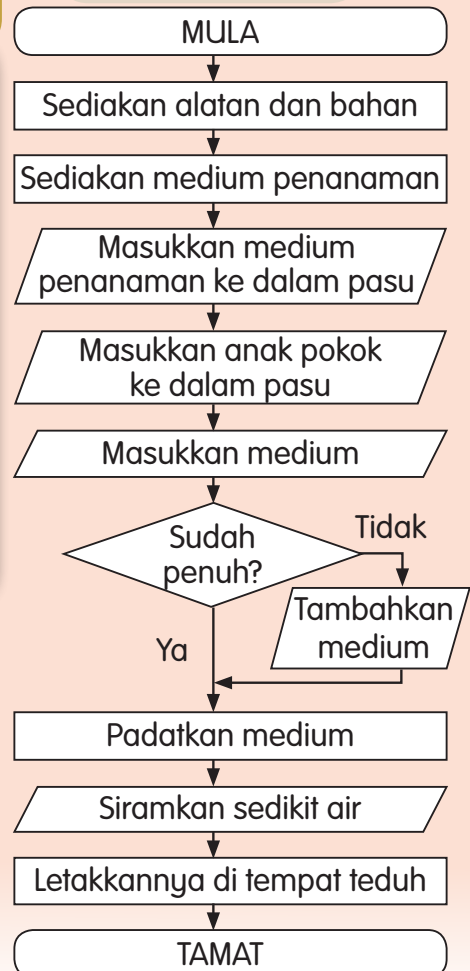 MULA
Sediakan alatan dan bahan
Sediakan medium penanaman
Masukkan medium
penanaman ke dalam pasu
Masukkan anak pokok
ke dalam pasu
Masukkan medium
Sudah
penuh?
Tidak
Tambahkan
medium
Ya
Padatkan medium
Siramkan sedikit air
Letakkannya di tempat teduh
TAMAT